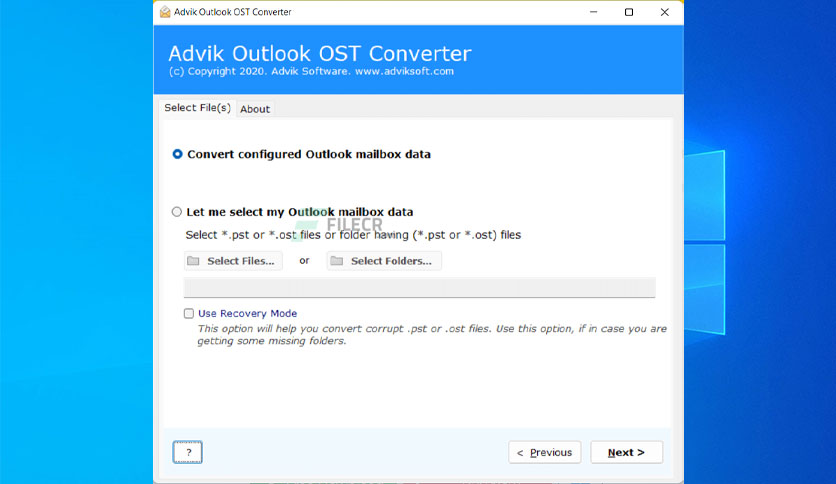 Advik Outlook OST Converter
Advik Outlook OST Converter
(c) Copyright 2020. Advik Software. www.adviksoft.com
Select File(s) About
Convert configured Outlook mailbox data
Let me select my Outlook mailbox data
FILECR
Select *.pst or *.ost files or folder having (*.pst or *.ost) files
Select Files... or Select Folders...
Use Recovery Mode
This option will help you convert corrupt .pst or .ost files. Use this option, if in case you are
getting some missing folders.
? < Previous Next >